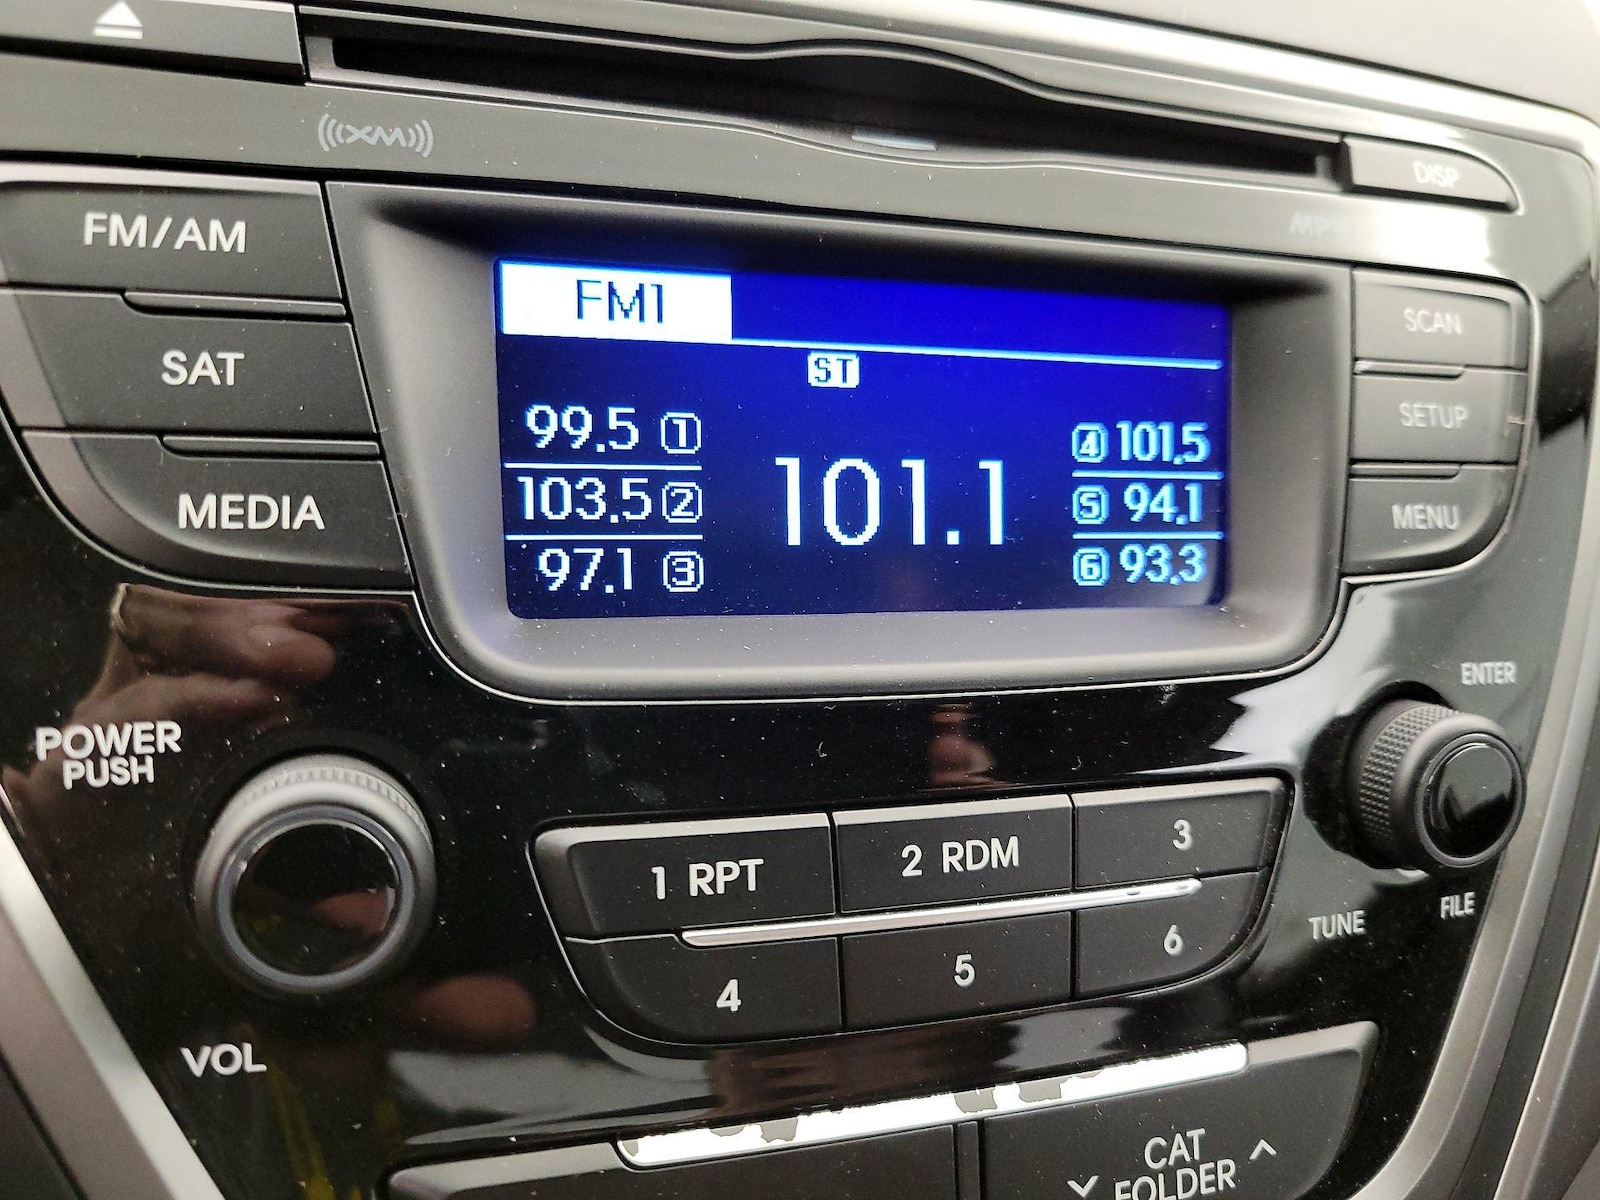 XM
DISP
MP3
FM/AM
SAT
MEDIA
SCAN
SETUP
MENU
FM1
ST
99.5 1
103.5 2
97.1 3
101.1
4 101.5
5 94.1
6 93.3
POWER
PUSH
VOL
1 RPT
2 RDM
3
4
5
6
ENTER
TUNE
FILE
CAT
FOLDER